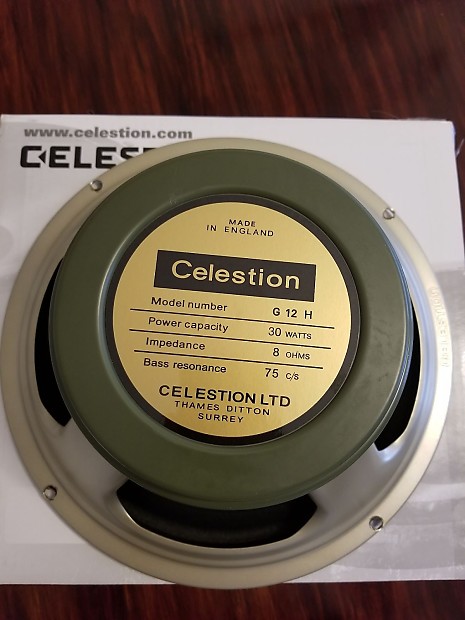 www.celestion.com
CELES
MADE
IN ENGLAND
Celestion
Model number G 12 H
Power capacity 30 WATTS
Impedance 8 OHMS
Bass resonance 75 C/S
CELESTION LTD
THAMES DITTON
SURREY